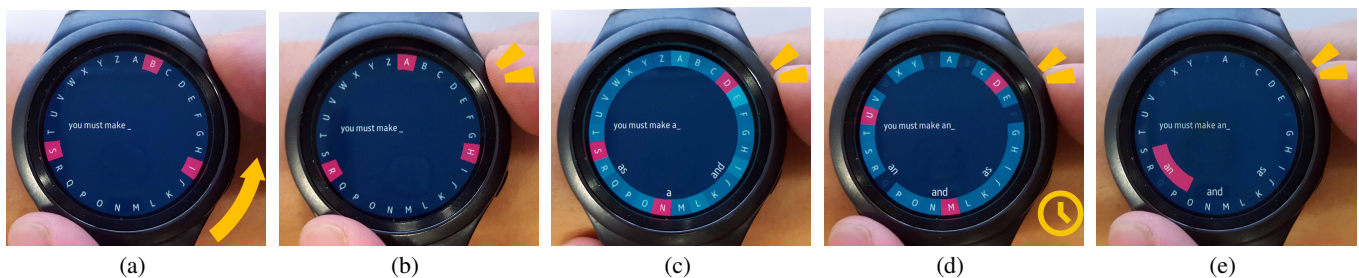 A B C D E F G H I J K L M N O P Q R S T U V W X Y Z
you must make _
A B C D E F G H I J K L M N O P Q R S T U V W X Y Z
you must make _
A B C D E F G H I J K L M N O P Q R S T U V W X Y Z
you must make a_
as a and
A C D E G H I J K L M N O P R S T U V X Y
you must make an_
an and as
A C D E G H I J K L M N O P R S T U V X Y
you must make an_
an and as
(a) (b) (c) (d) (e)